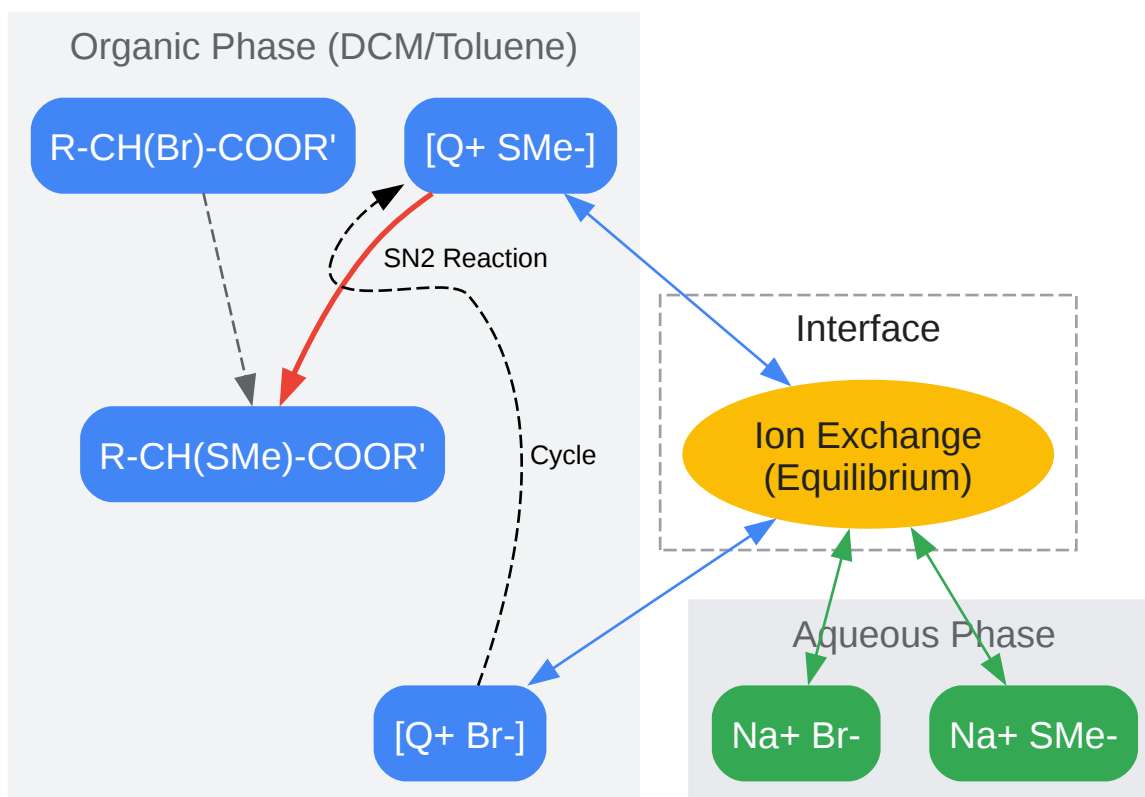 Organic Phase (DCM/Toluene)
R-CH(Br)-COOR'
[Q+ SMe-]
SN2 Reaction
Interface
Ion Exchange
(Equilibrium)
R-CH(SMe)-COOR'
Cycle
Aqueous Phase
[Q+ Br-]
Na+ Br-
Na+ SMe-